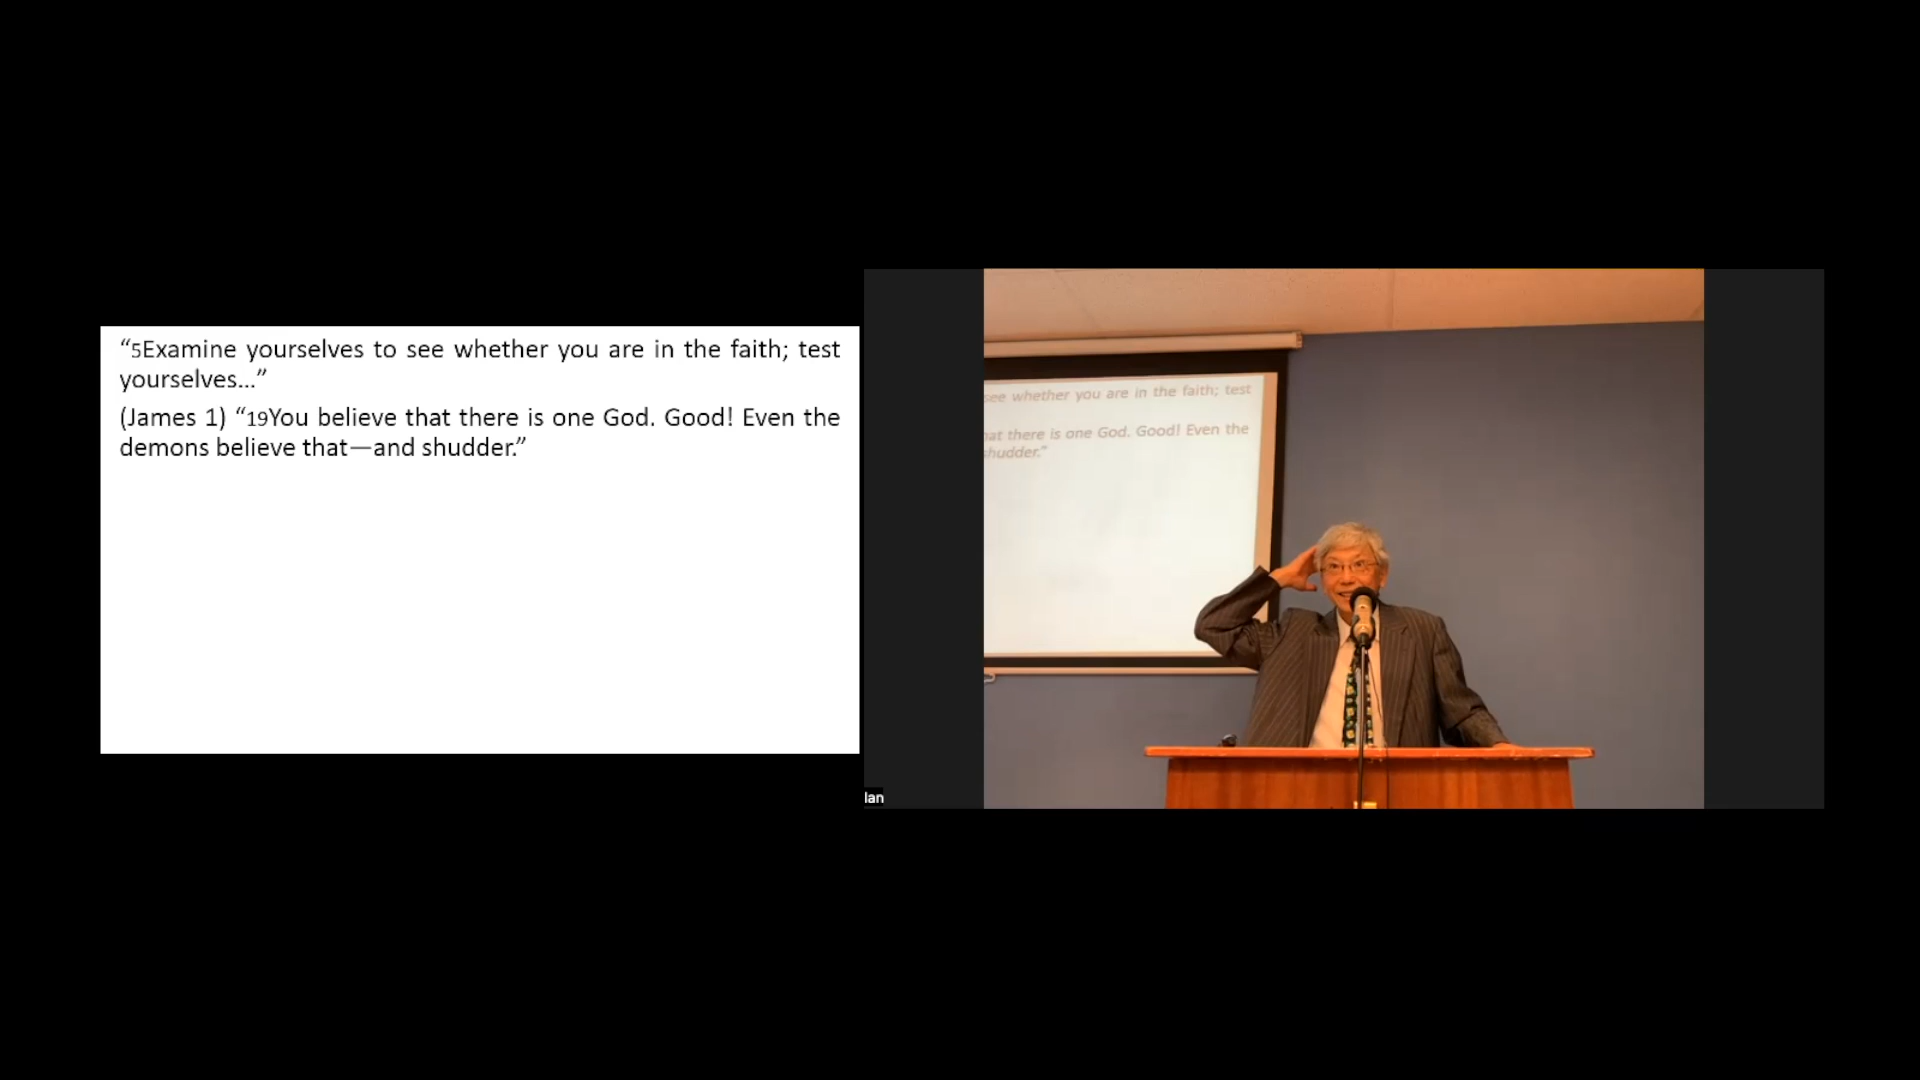 “5Examine yourselves to see whether you are in the faith; test
yourselves...”
(James 1) “19You believe that there is one God. Good! Even the
demons believe that—and shudder.”
see whether you are in the faith; test
hat there is one God. Good! Even the
shudder.”
lan